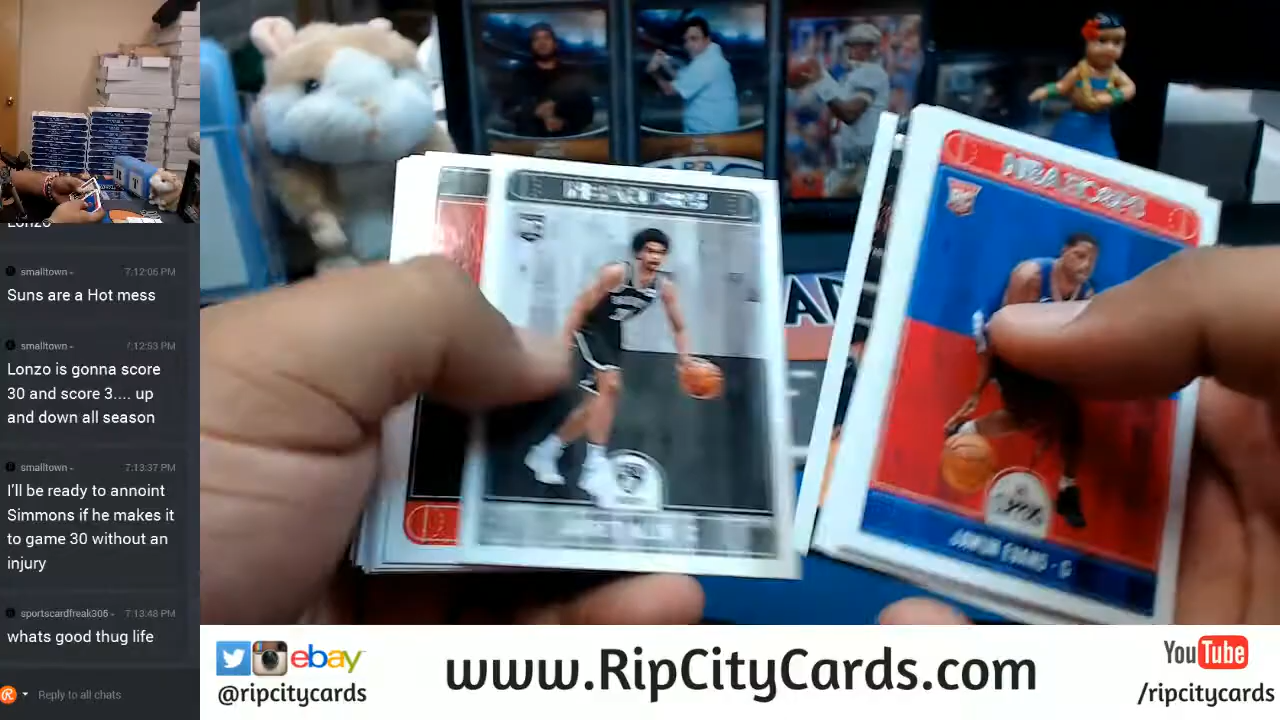 Lonzo
smalltown - 7:12:06 PM
Suns are a Hot mess
smalltown - 7:12:53 PM
Lonzo is gonna score
30 and score 3.... up
and down all season
smalltown - 7:13:37 PM
I'll be ready to annoint
Simmons if he makes it
to game 30 without an
injury
sportscardfreak305 - 7:13:48 PM
whats good thug life
Reply to all chats
NBA HOOPS
JAWUN EVANS - G
ebay
@ripcitycards
www.RipCityCards.com
YouTube
/ripcitycards